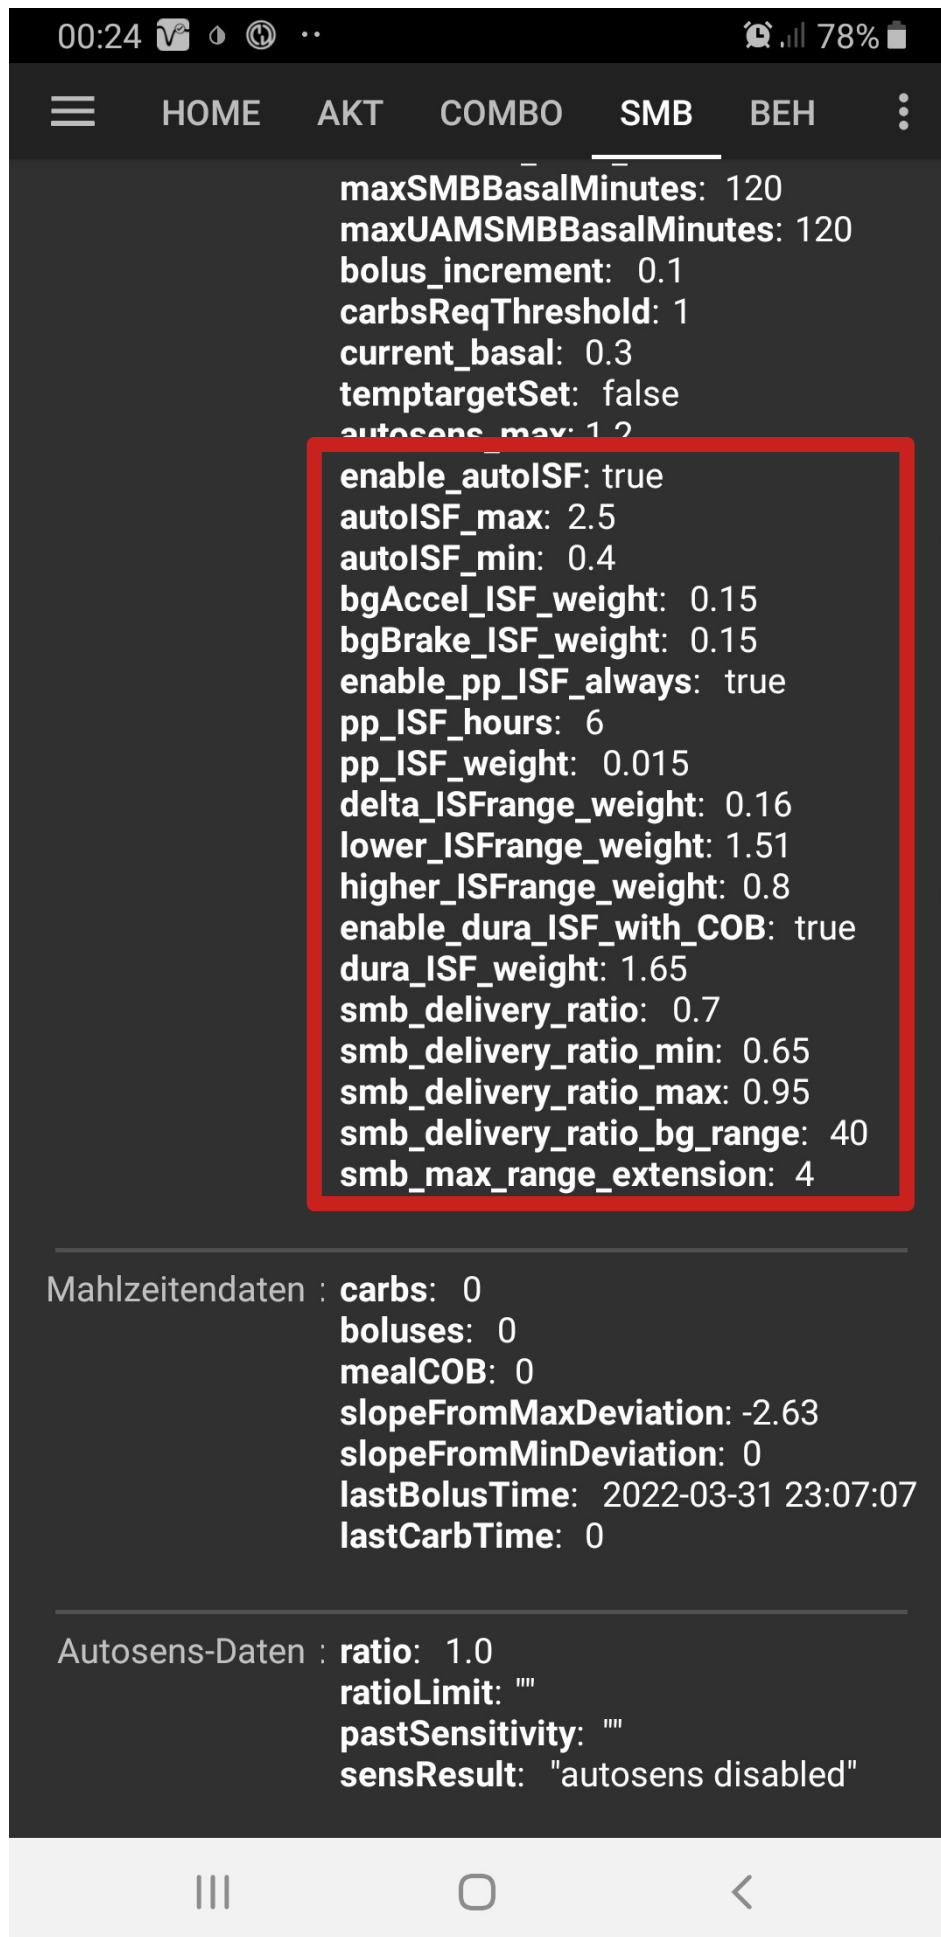 00:24
78%
HOME AKT COMBO SMB BEH
maxSMBBasalMinutes: 120
maxUAMSMBBasalMinutes: 120
bolus_increment: 0.1
carbsReqThreshold: 1
current_basal: 0.3
temptargetSet: false
autosens_max: 1.2
enable_autoISF: true
autoISF_max: 2.5
autoISF_min: 0.4
bgAccel_ISF_weight: 0.15
bgBrake_ISF_weight: 0.15
enable_pp_ISF_always: true
pp_ISF_hours: 6
pp_ISF_weight: 0.015
delta_ISFrange_weight: 0.16
lower_ISFrange_weight: 1.51
higher_ISFrange_weight: 0.8
enable_dura_ISF_with_COB: true
dura_ISF_weight: 1.65
smb_delivery_ratio: 0.7
smb_delivery_ratio_min: 0.65
smb_delivery_ratio_max: 0.95
smb_delivery_ratio_bg_range: 40
smb_max_range_extension: 4
Mahlzeitendaten : carbs: 0
boluses: 0
mealCOB: 0
slopeFromMaxDeviation: -2.63
slopeFromMinDeviation: 0
lastBolusTime: 2022-03-31 23:07:07
lastCarbTime: 0
Autosens-Daten : ratio: 1.0
ratioLimit: ""
pastSensitivity: ""
sensResult: "autosens disabled"